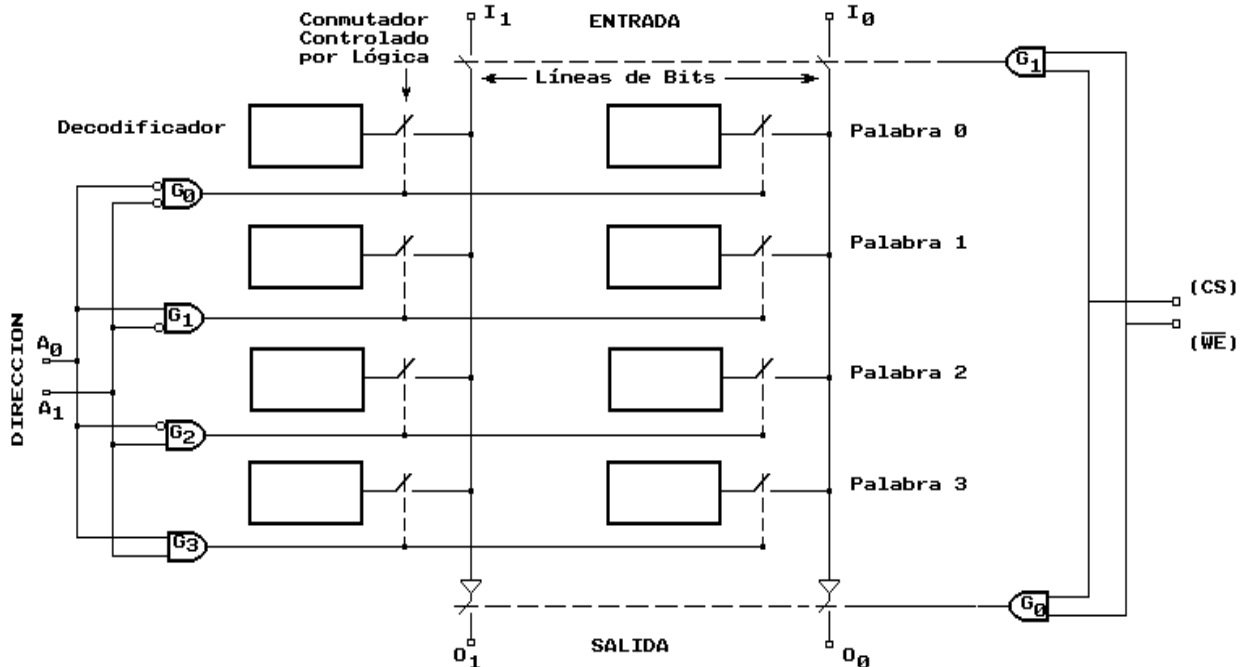 I1
ENTRADA
I0
Conmutador
Controlado
por Lógica
G1
Líneas de Bits
Decodificador
Palabra 0
G0
Palabra 1
(CS)
G1
(W̅E̅)
DIRECCION
A0
A1
Palabra 2
G2
Palabra 3
G3
G0
O1
SALIDA
O0